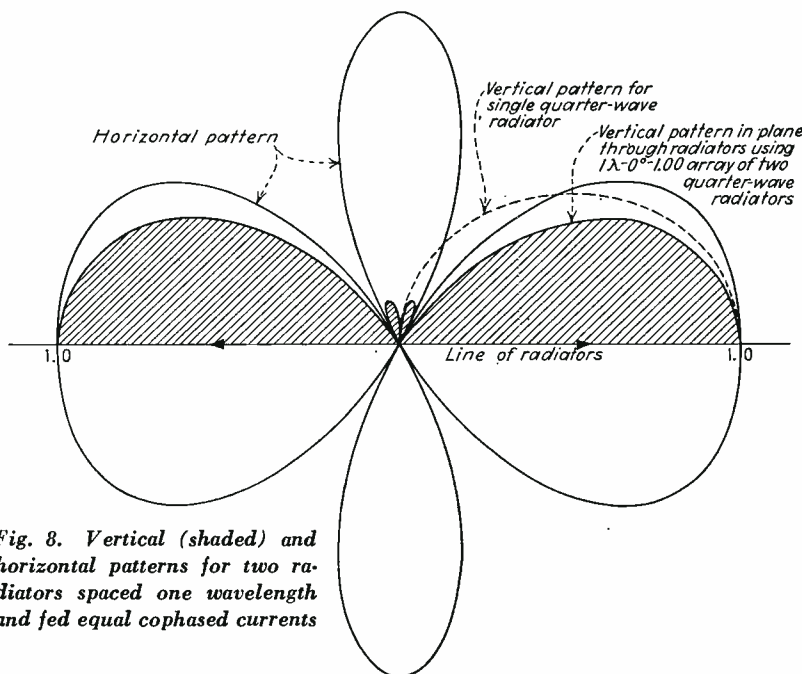 Vertical pattern for
single quarter-wave
radiator
Horizontal pattern
Vertical pattern in plane
through radiators using
1λ-0°-1.00 array of two
quarter-wave
radiators
1.0
Line of radiators
1.0
Fig. 8. Vertical (shaded) and
horizontal patterns for two ra-
diators spaced one wavelength
and fed equal cophased currents